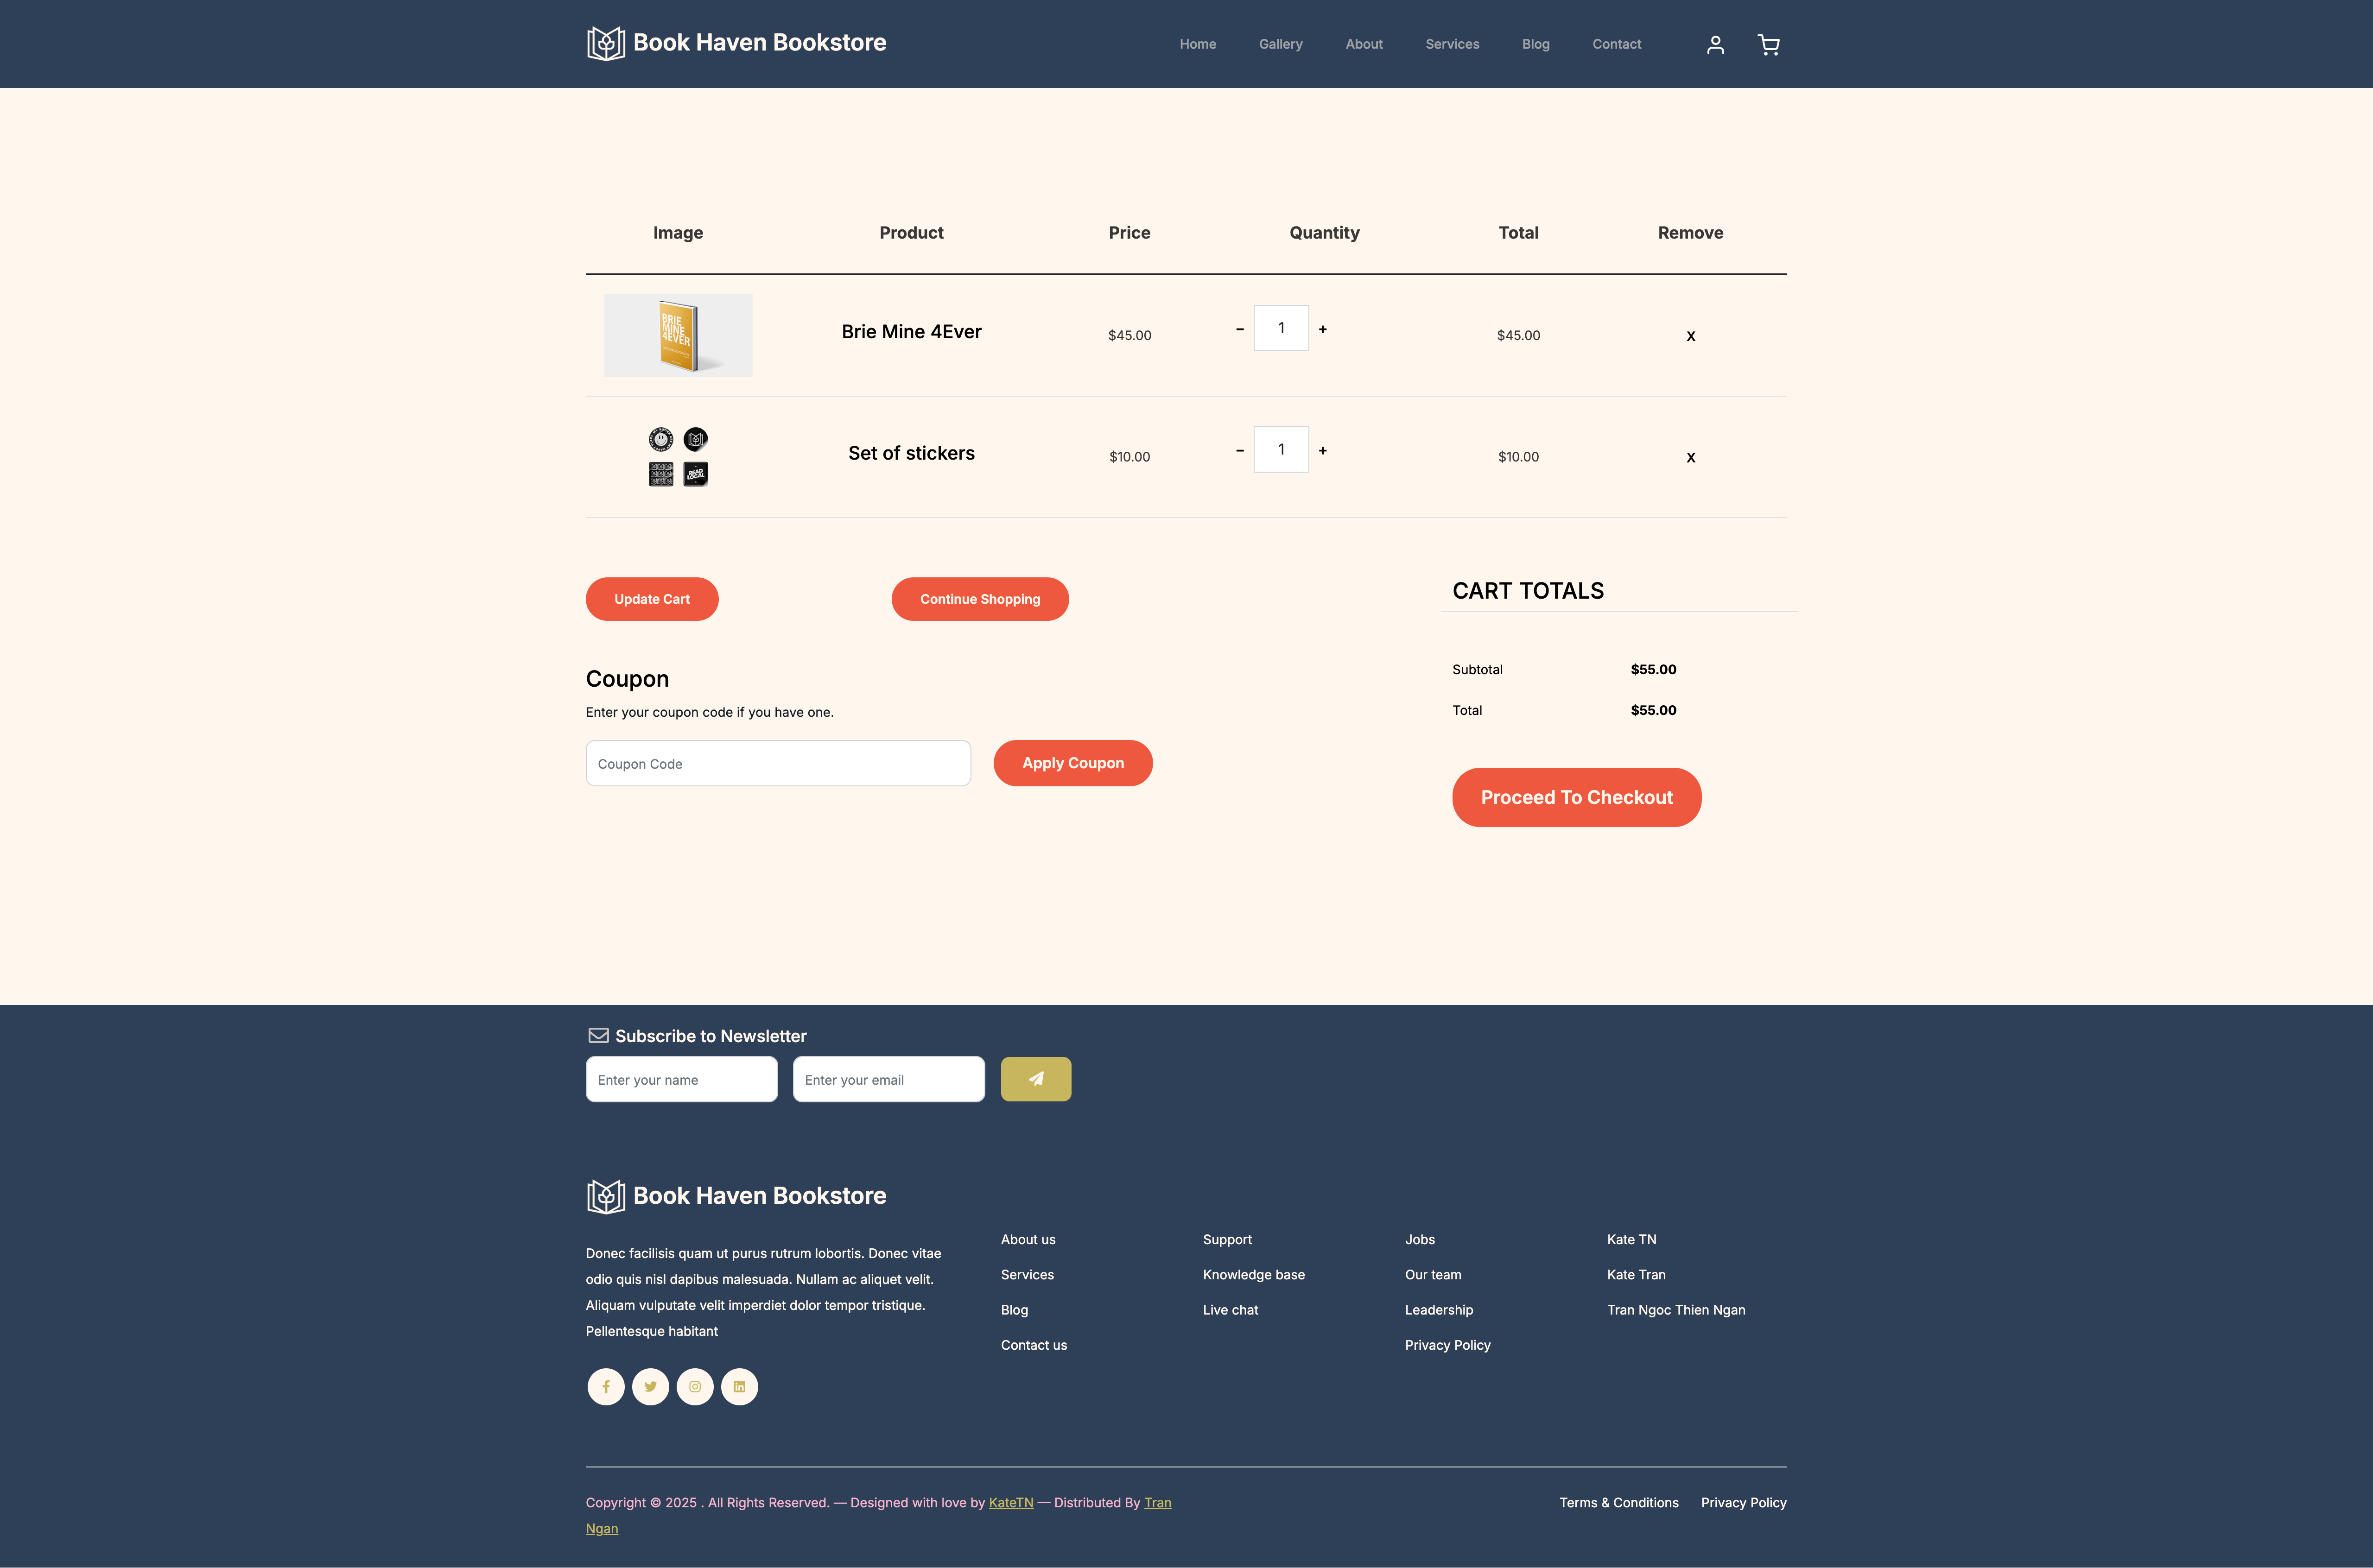 Book Haven Bookstore
Home Gallery About Services Blog Contact
Image Product Price Quantity Total Remove
BRIE
MINE
4EVER
Brie Mine 4Ever $45.00 − 1 + $45.00 X
READ
LOCAL
Set of stickers $10.00 − 1 + $10.00 X
Update Cart Continue Shopping
CART TOTALS
Subtotal $55.00
Total $55.00
Proceed To Checkout
Coupon
Enter your coupon code if you have one.
Coupon Code Apply Coupon
Subscribe to Newsletter
Enter your name Enter your email
Book Haven Bookstore
Donec facilisis quam ut purus rutrum lobortis. Donec vitae
odio quis nisl dapibus malesuada. Nullam ac aliquet velit.
Aliquam vulputate velit imperdiet dolor tempor tristique.
Pellentesque habitant
About us
Services
Blog
Contact us
Support
Knowledge base
Live chat
Jobs
Our team
Leadership
Privacy Policy
Kate TN
Kate Tran
Tran Ngoc Thien Ngan
Copyright © 2025 . All Rights Reserved. — Designed with love by KateTN — Distributed By Tran
Ngan
Terms & Conditions Privacy Policy